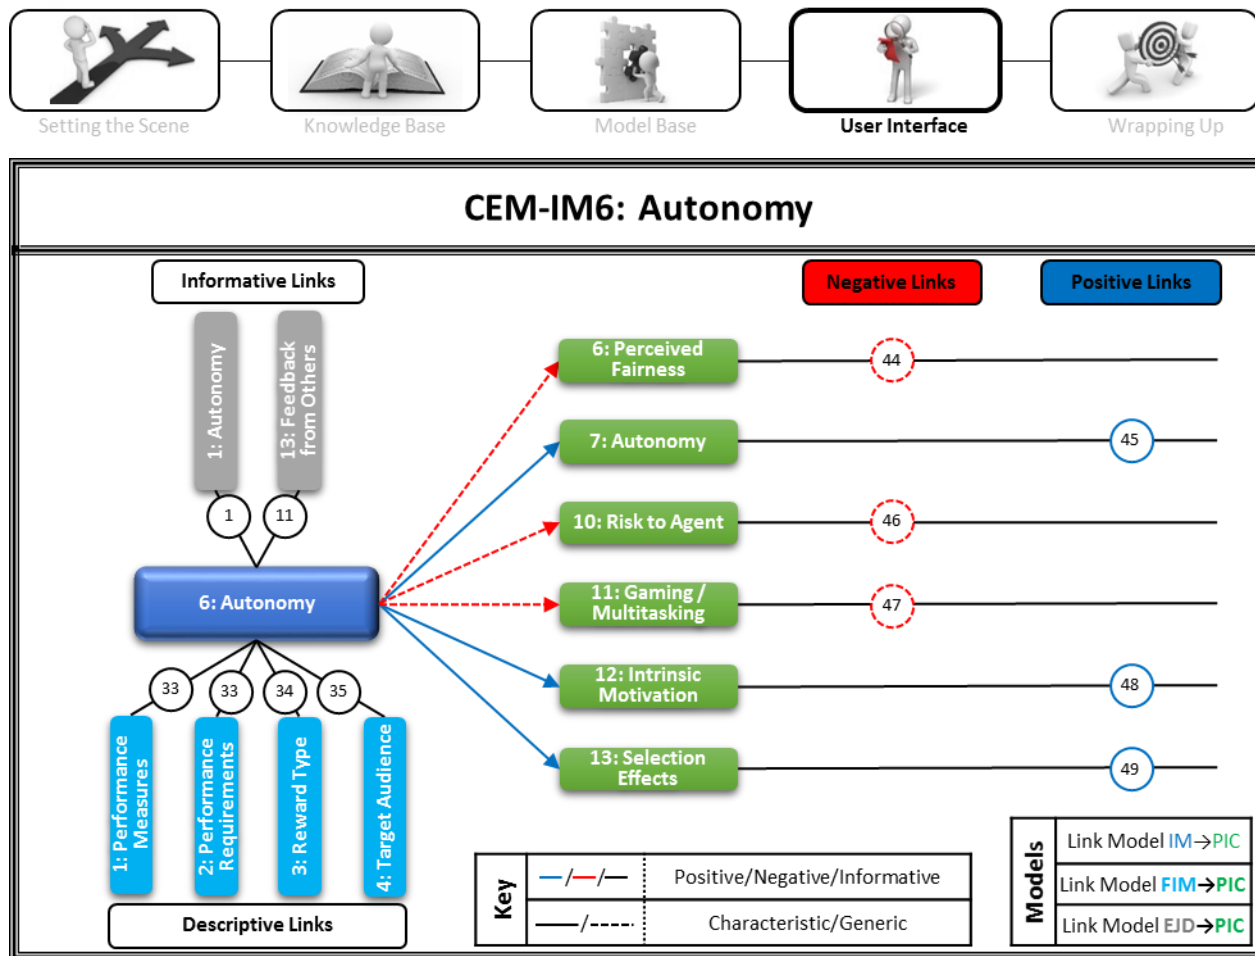 Setting the Scene
Knowledge Base
Model Base
User Interface
Wrapping Up
CEM-IM6: Autonomy
Informative Links
Negative Links
Positive Links
1: Autonomy
13: Feedback
from Others
1
11
6: Autonomy
33
33
34
35
1: Performance
Measures
2: Performance
Requirements
3: Reward Type
4: Target Audience
Descriptive Links
6: Perceived
Fairness
44
7: Autonomy
45
10: Risk to Agent
46
11: Gaming /
Multitasking
47
12: Intrinsic
Motivation
48
13: Selection
Effects
49
Key
—/—/— Positive/Negative/Informative
—/----- Characteristic/Generic
Models
Link Model IM→PIC
Link Model FIM→PIC
Link Model EJD→PIC